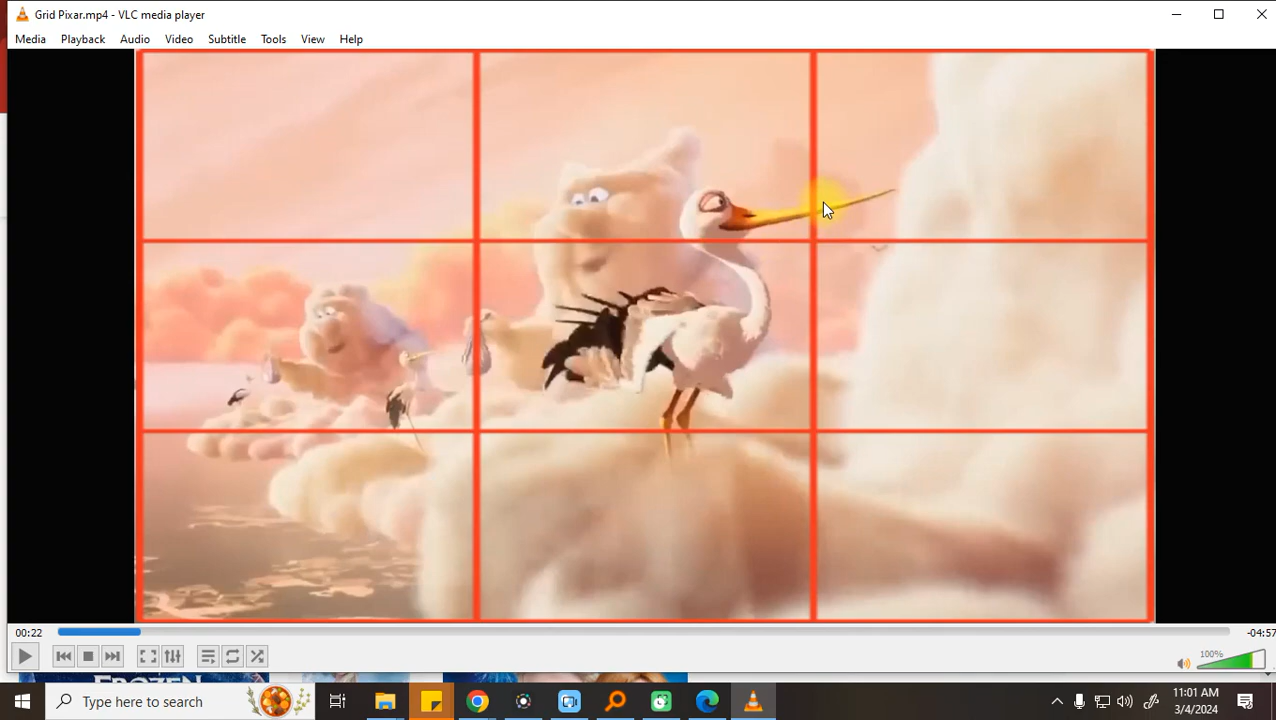 Grid Pixar.mp4 - VLC media player
Media Playback Audio Video Subtitle Tools View Help
00:22
-04:57
100%
FROZEN
Type here to search
11:01 AM
3/4/2024